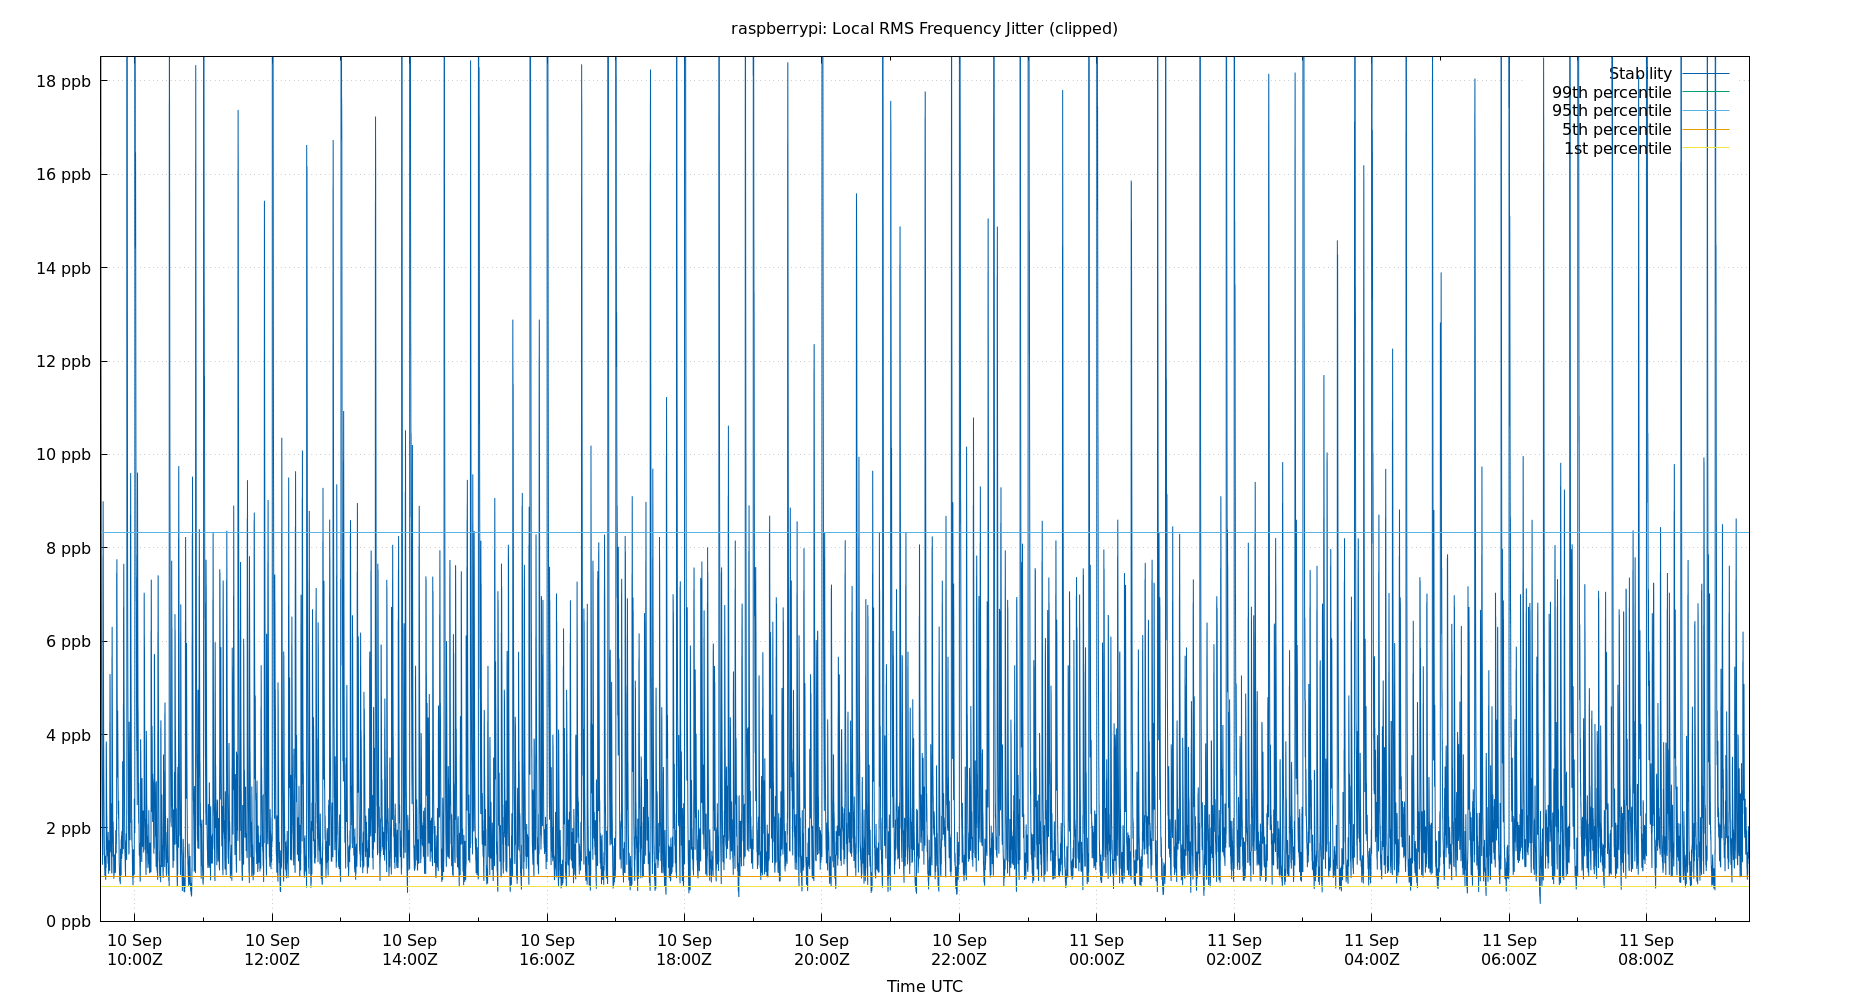 raspberrypi: Local RMS Frequency Jitter (clipped)
18 ppb
16 ppb
14 ppb
12 ppb
10 ppb
8 ppb
6 ppb
4 ppb
2 ppb
0 ppb
Stability
99th percentile
95th percentile
5th percentile
1st percentile
10 Sep 10 Sep 10 Sep 10 Sep 10 Sep 10 Sep 10 Sep 11 Sep 11 Sep 11 Sep 11 Sep 11 Sep
10:00Z 12:00Z 14:00Z 16:00Z 18:00Z 20:00Z 22:00Z 00:00Z 02:00Z 04:00Z 06:00Z 08:00Z
Time UTC